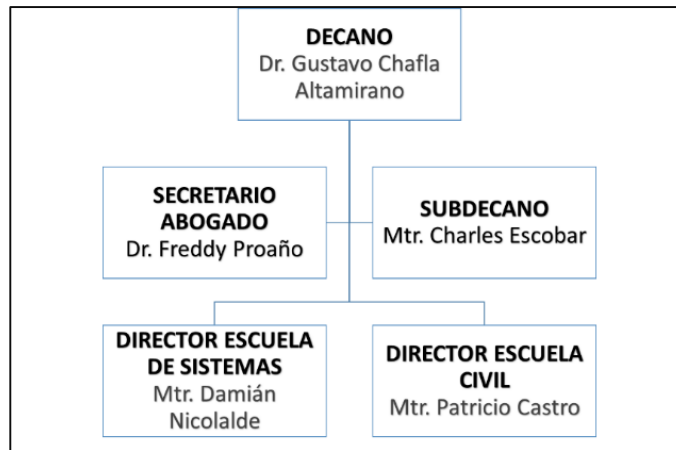 DECANO
Dr. Gustavo Chafla
Altamirano
SECRETARIO
ABOGADO
Dr. Freddy Proaño
SUBDECANO
Mtr. Charles Escobar
DIRECTOR ESCUELA
DE SISTEMAS
Mtr. Damián
Nicolalde
DIRECTOR ESCUELA
CIVIL
Mtr. Patricio Castro